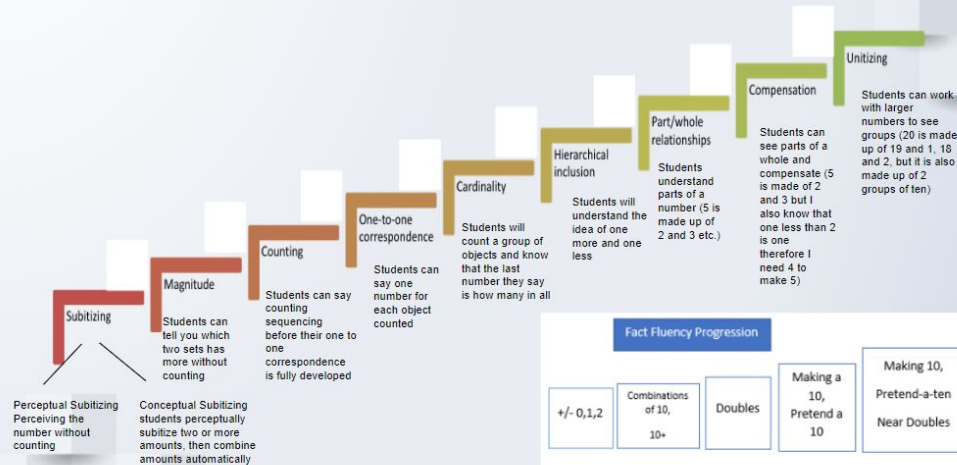 Subitizing
Perceptual Subitizing
Perceiving the
number without
counting
Conceptual Subitizing
students perceptually
subitize two or more
amounts, then combine
amounts automatically
Magnitude
Students can
tell you which
two sets has
more without
counting
Counting
Students can say
counting
sequencing
before their one to
one
correspondence
is fully developed
One-to-one
correspondence
Students can
say one
number for
each object
counted
Cardinality
Students will
count a group of
objects and know
that the last
number they say
is how many in all
Hierarchical
inclusion
Students will
understand the
idea of one
more and one
less
Part/whole
relationships
Students
understand
parts of a
number (5 is
made up of
2 and 3 etc.)
Compensation
Students can
see parts of a
whole and
compensate (5
is made of 2
and 3 but I
also know that
one less than 2
is one
therefore I
need 4 to
make 5)
Unitizing
Students can work
with larger
numbers to see
groups (20 is made
up of 19 and 1, 18
and 2, but it is also
made up of 2
groups of ten)
Fact Fluency Progression
+/- 0,1,2
Combinations
of 10,
10+
Doubles
Making a
10,
Pretend a
10
Making 10,
Pretend-a-ten
Near Doubles